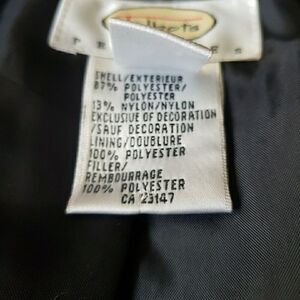 SHELL/EXTERIEUR
87% POLYESTER/
POLYESTER
13% NYLON/NYLON
EXCLUSIVE OF DECORATION
/SAUF DECORATION
LINING/DOUBLURE
100% POLYESTER
FILLER/
REMBOURRAGE
100% POLYESTER
CA 23147